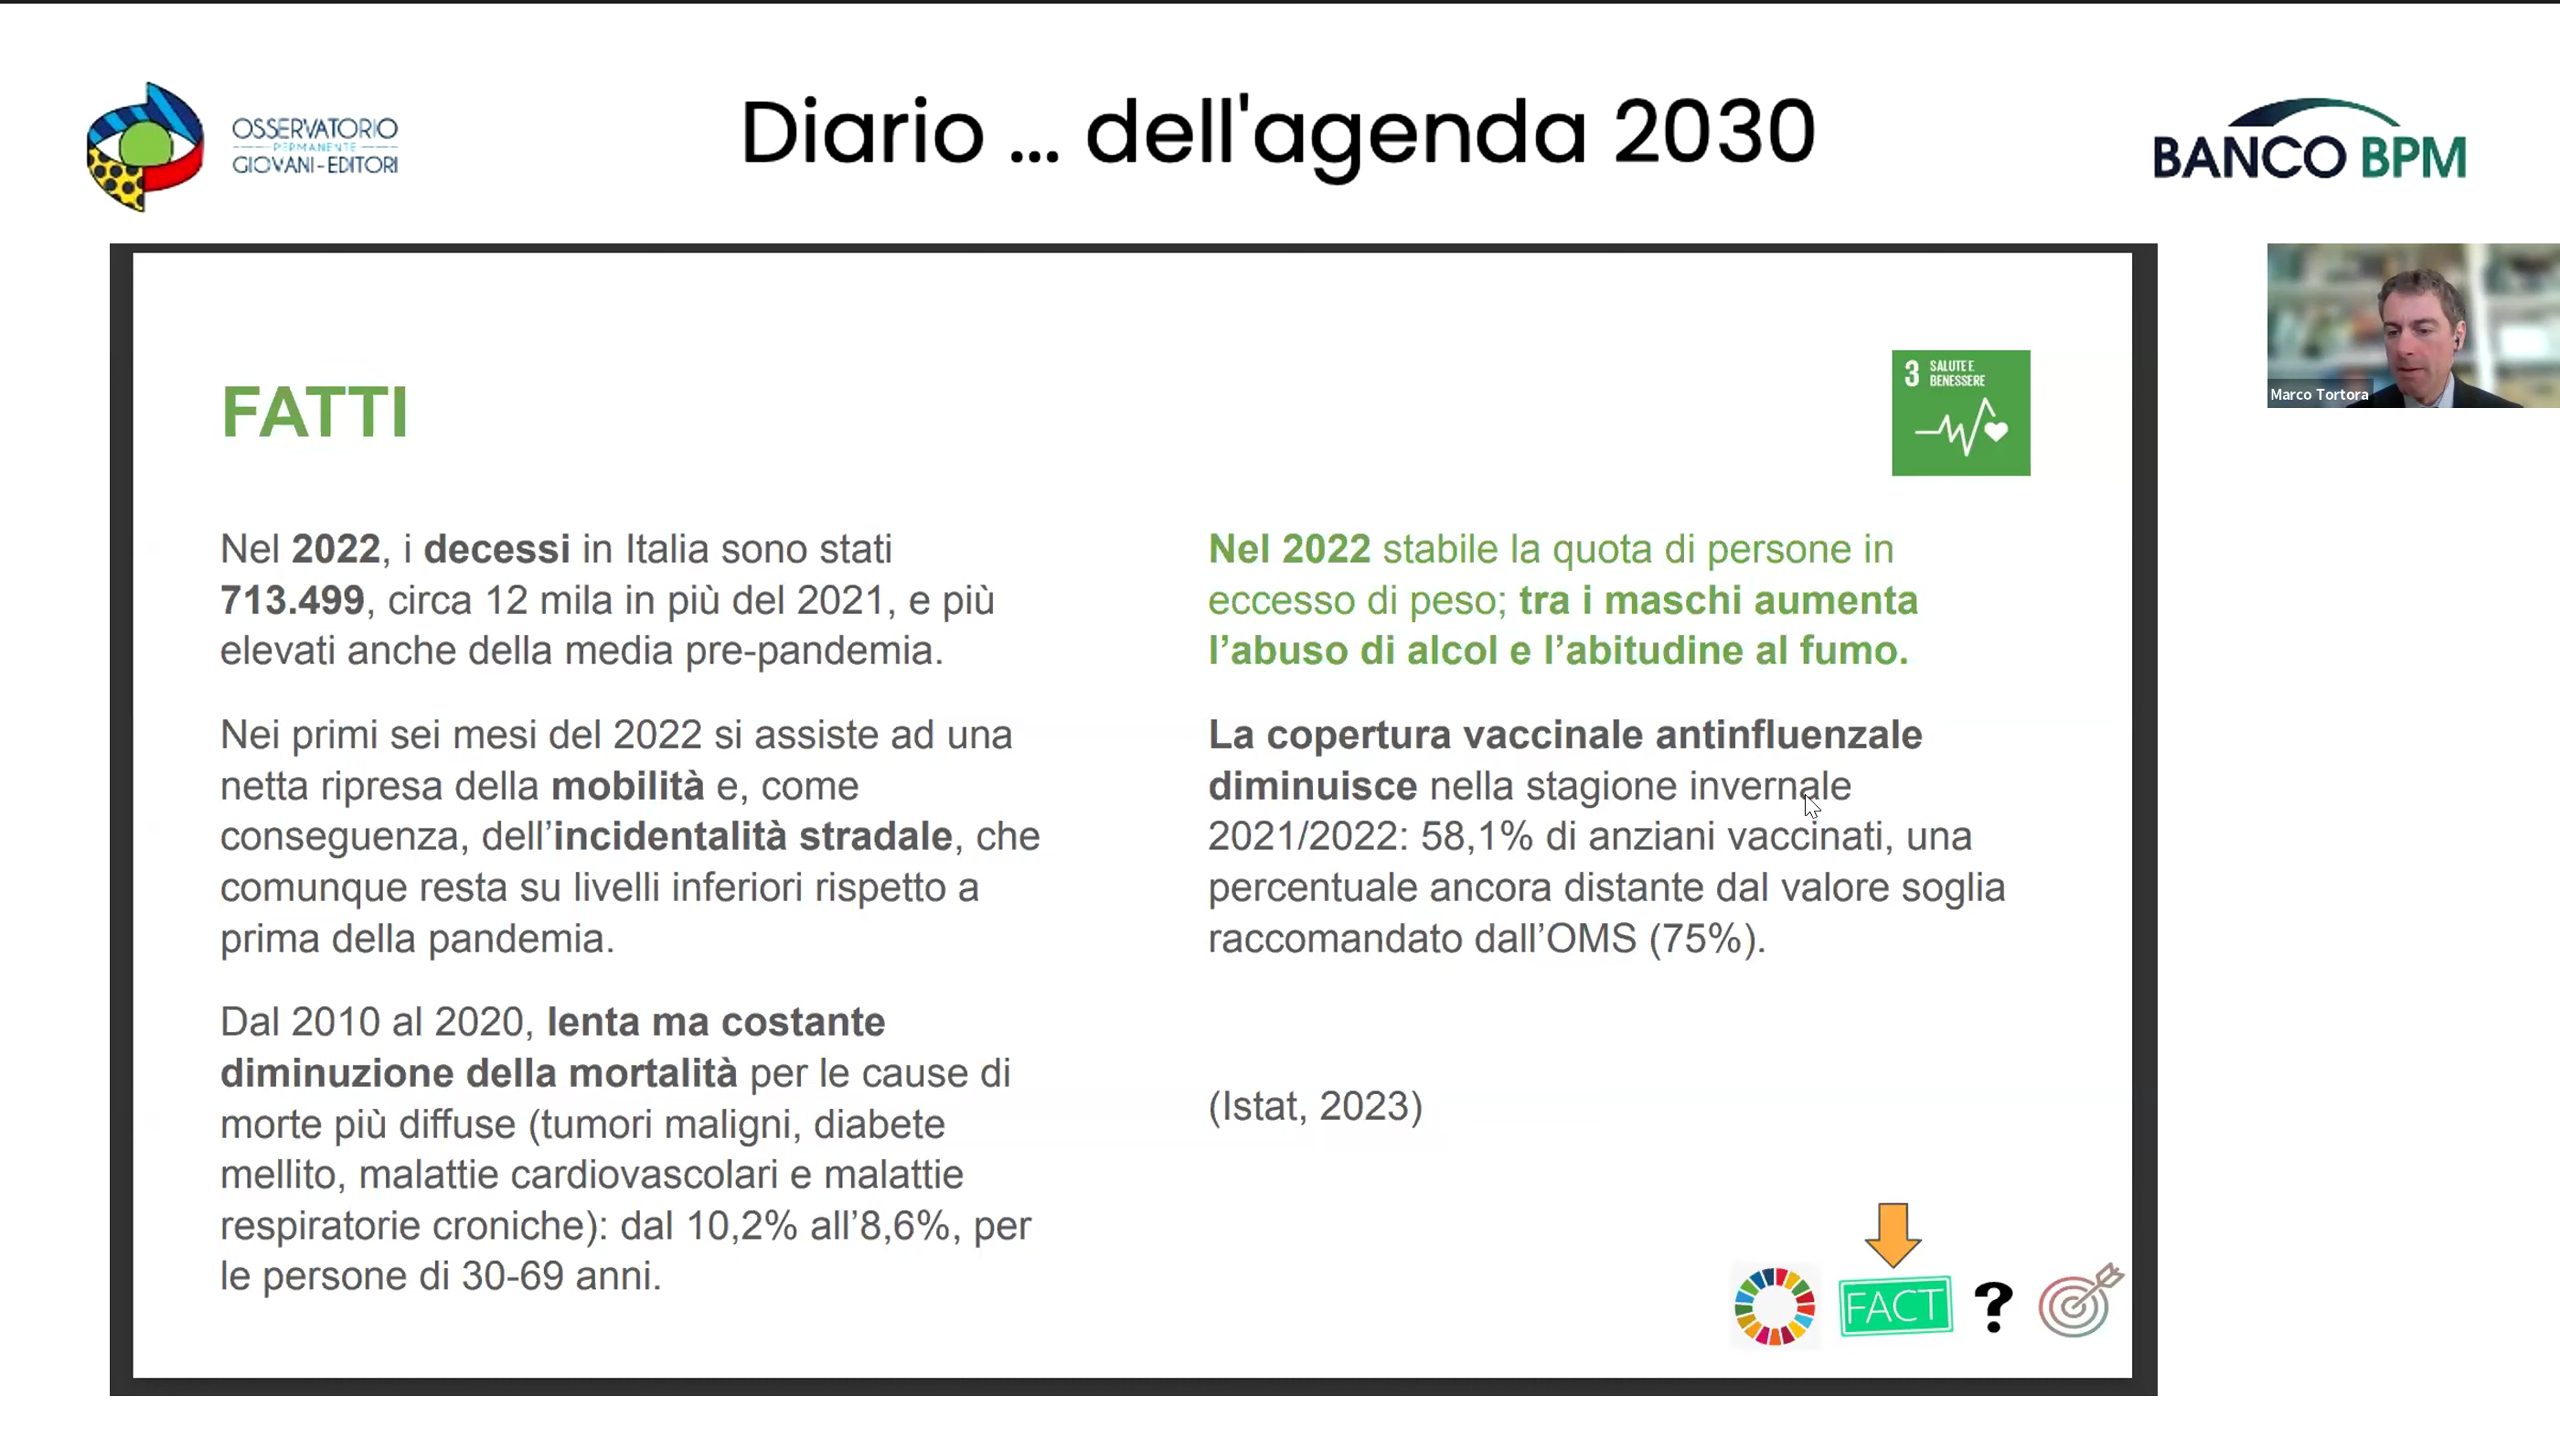 OSSERVATORIO
PERMANENTE
GIOVANI-EDITORI
Diario ... dell'agenda 2030
BANCO BPM
Marco Tortora
FATTI
3 SALUTE E
BENESSERE
Nel 2022, i decessi in Italia sono stati
713.499, circa 12 mila in più del 2021, e più
elevati anche della media pre-pandemia.
Nei primi sei mesi del 2022 si assiste ad una
netta ripresa della mobilità e, come
conseguenza, dell’incidentalità stradale, che
comunque resta su livelli inferiori rispetto a
prima della pandemia.
Dal 2010 al 2020, lenta ma costante
diminuzione della mortalità per le cause di
morte più diffuse (tumori maligni, diabete
mellito, malattie cardiovascolari e malattie
respiratorie croniche): dal 10,2% all’8,6%, per
le persone di 30-69 anni.
Nel 2022 stabile la quota di persone in
eccesso di peso; tra i maschi aumenta
l’abuso di alcol e l’abitudine al fumo.
La copertura vaccinale antinfluenzale
diminuisce nella stagione invernale
2021/2022: 58,1% di anziani vaccinati, una
percentuale ancora distante dal valore soglia
raccomandato dall’OMS (75%).
(Istat, 2023)
FACT
?